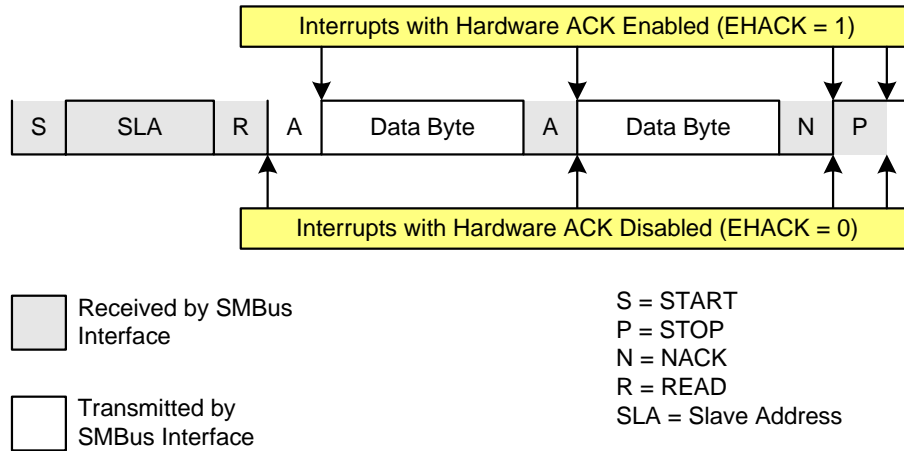 Interrupts with Hardware ACK Enabled (EHACK = 1)
S SLA R A Data Byte A Data Byte N P
Interrupts with Hardware ACK Disabled (EHACK = 0)
Received by SMBus
Interface
Transmitted by
SMBus Interface
S = START
P = STOP
N = NACK
R = READ
SLA = Slave Address